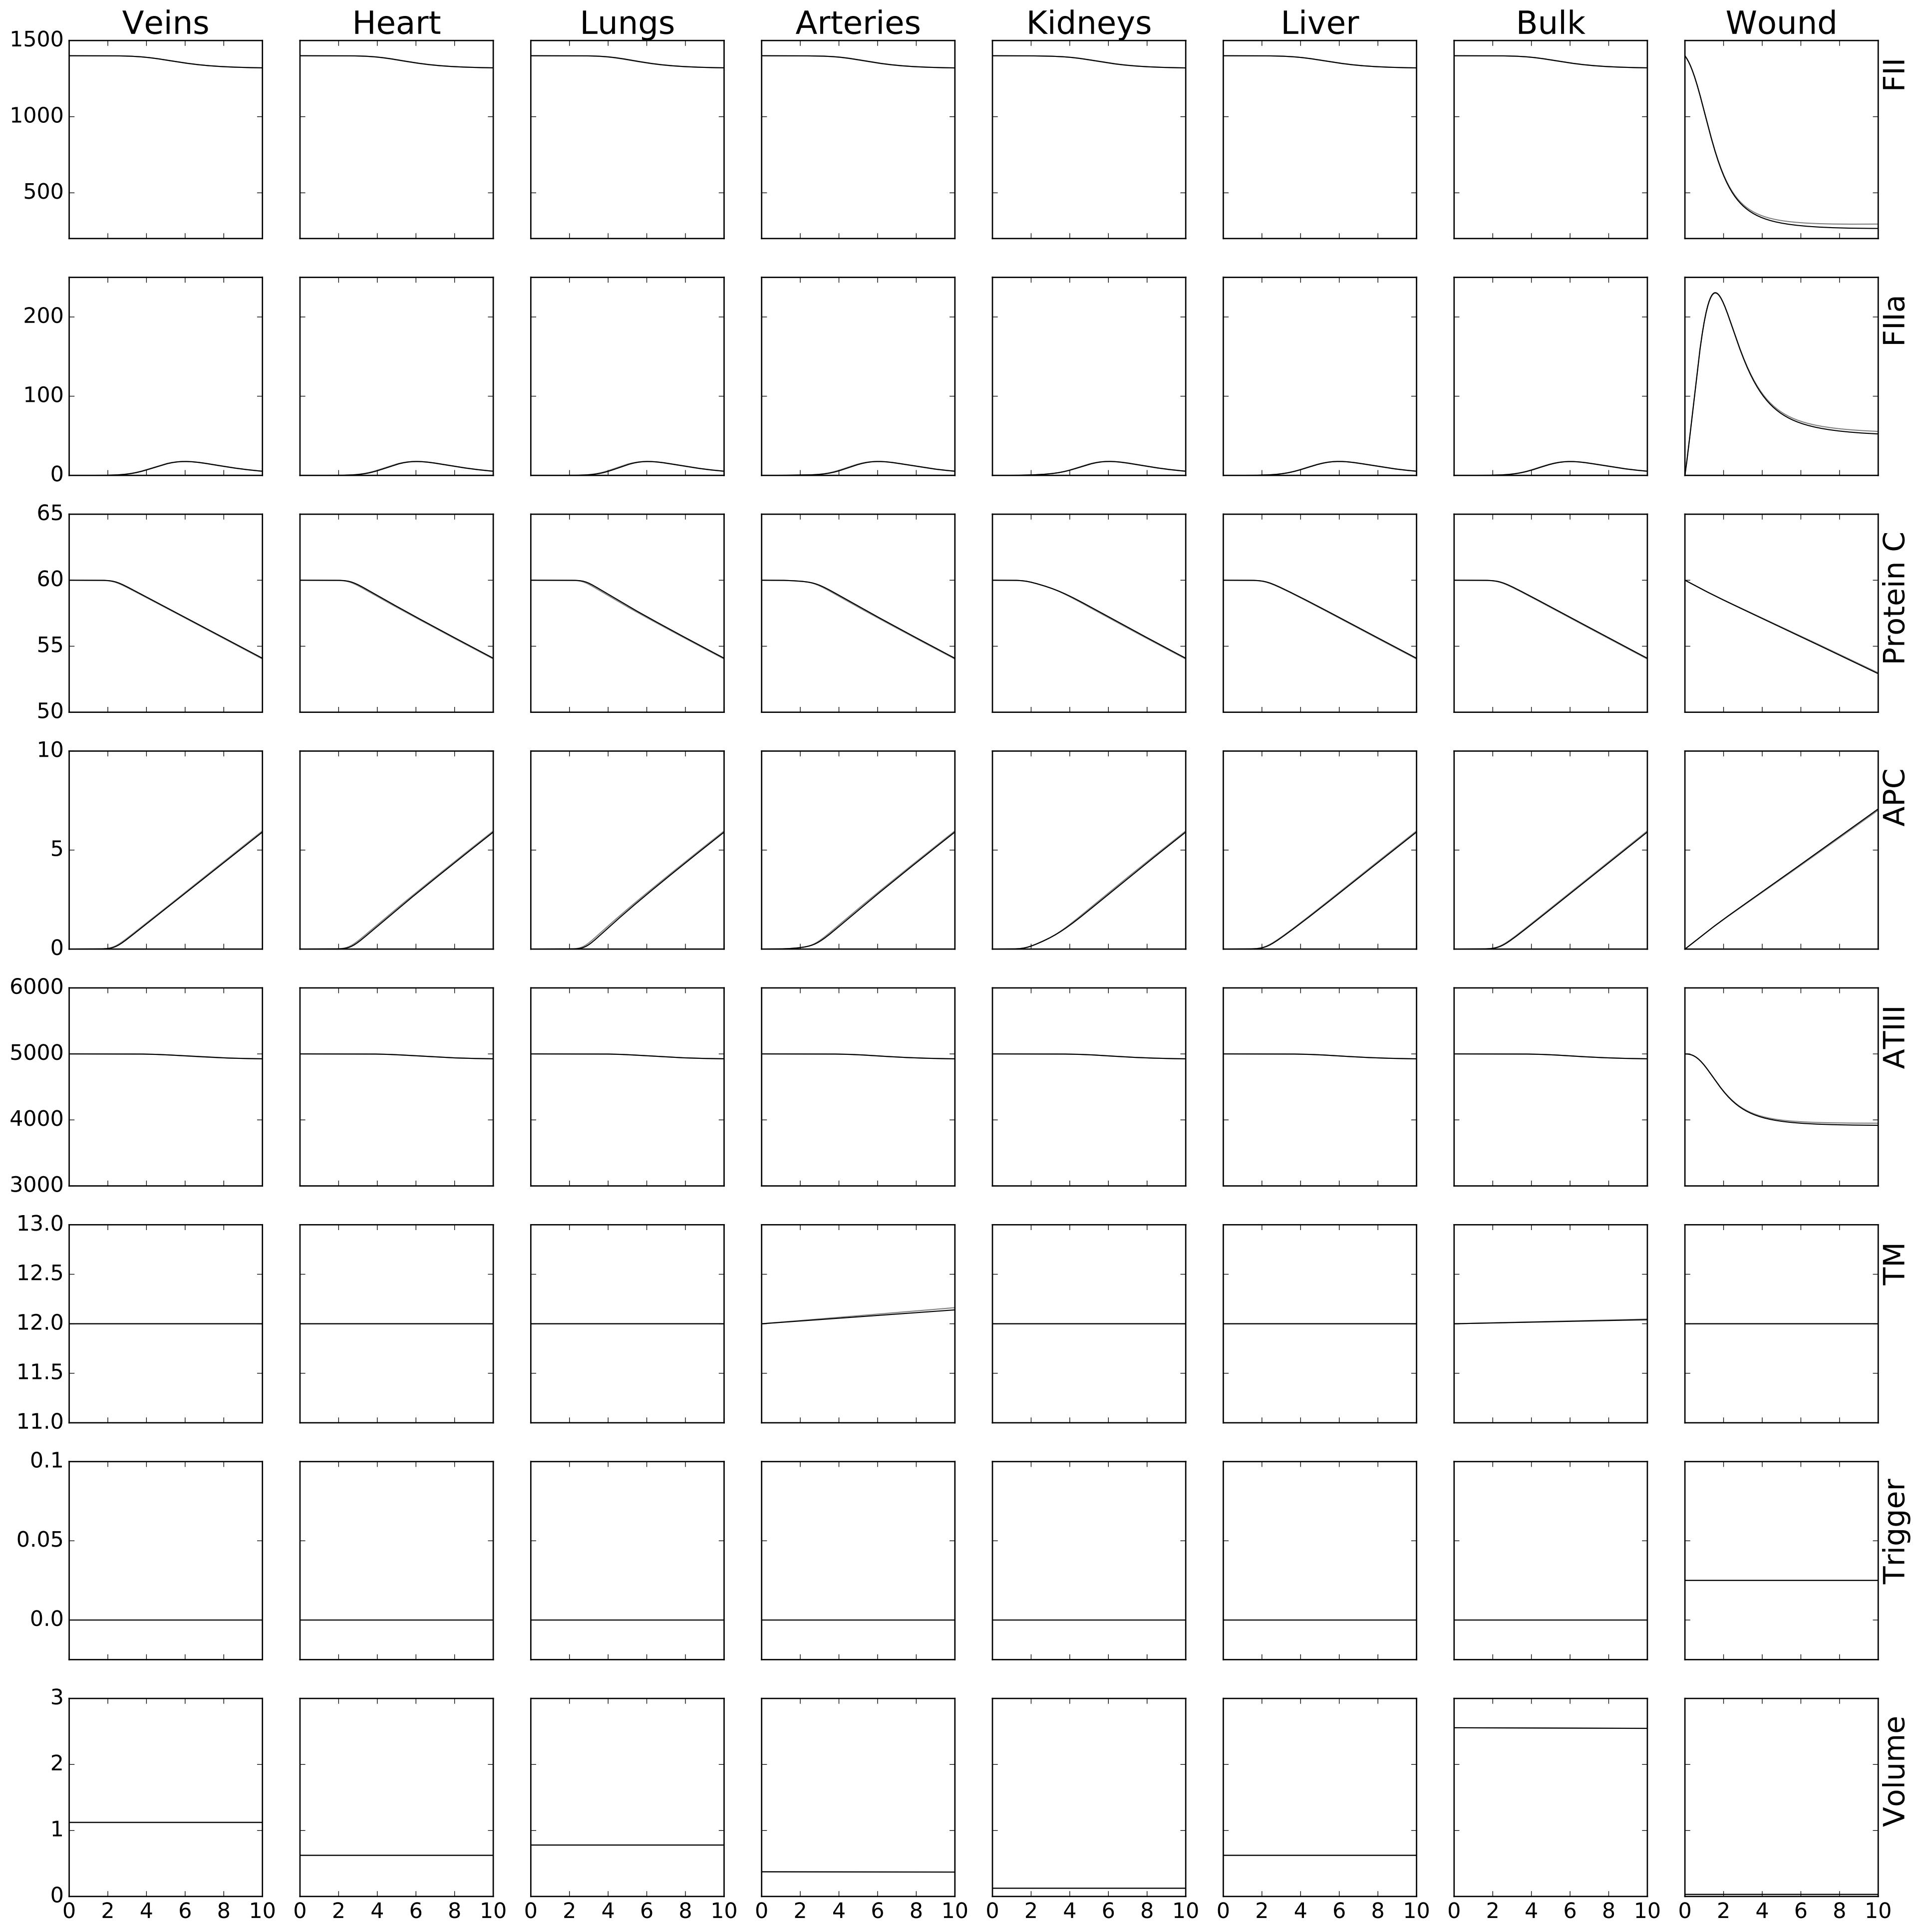 Veins Heart Lungs Arteries Kidneys Liver Bulk Wound
1500
1000
500
FII
200
100
0
FIIa
65
60
55
50
Protein C
10
5
0
APC
6000
5000
4000
3000
ATIII
13.0
12.5
12.0
11.5
11.0
TM
0.1
0.05
0.0
Trigger
3
2
1
0
Volume
0 2 4 6 8 10 0 2 4 6 8 10 0 2 4 6 8 10 0 2 4 6 8 10 0 2 4 6 8 10 0 2 4 6 8 10 0 2 4 6 8 10 0 2 4 6 8 10